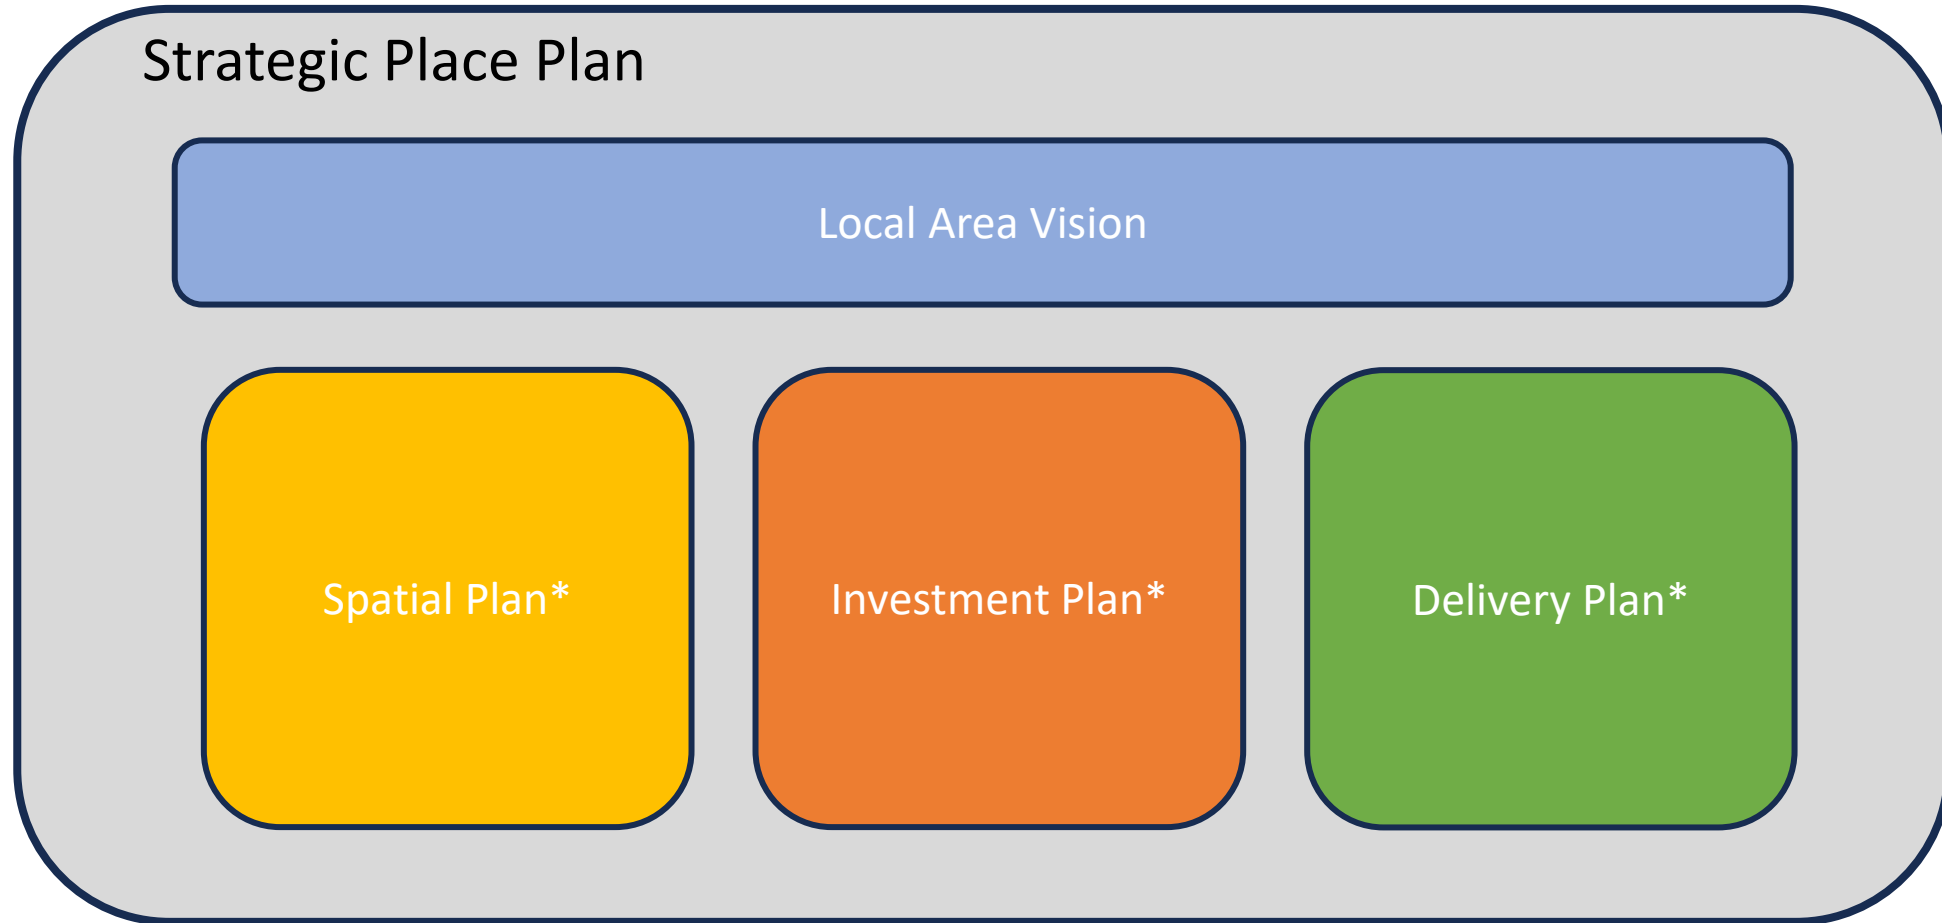 Strategic Place Plan
Local Area Vision
Spatial Plan*
Investment Plan*
Delivery Plan*